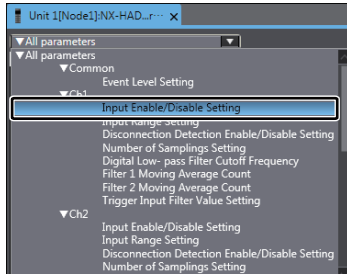 Unit 1[Node1]:NX-HAD...r··· ×
▼All parameters ▼
▼All parameters
▼Common
Event Level Setting
▼Ch1
Input Enable/Disable Setting
Input Range Setting
Disconnection Detection Enable/Disable Setting
Number of Samplings Setting
Digital Low- pass Filter Cutoff Frequency
Filter 1 Moving Average Count
Filter 2 Moving Average Count
Trigger Input Filter Value Setting
▼Ch2
Input Enable/Disable Setting
Input Range Setting
Disconnection Detection Enable/Disable Setting
Number of Samplings Setting